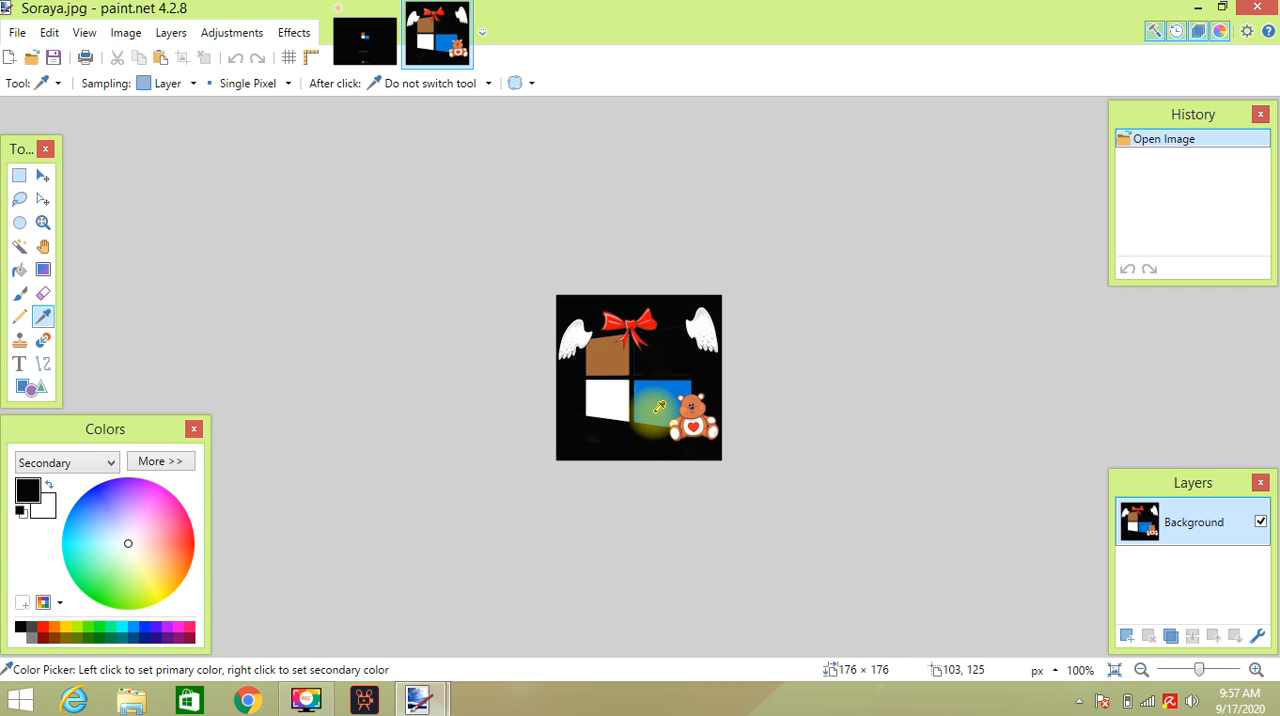 Soraya.jpg - paint.net 4.2.8
File Edit View Image Layers Adjustments Effects
Tool: Sampling: Layer Single Pixel After click: Do not switch tool
To...
History
Open Image
Colors
Secondary More >>
Layers
Background
Color Picker: Left click to set primary color, right click to set secondary color 176 × 176 103, 125 px 100%
REC
9:57 AM
9/17/2020